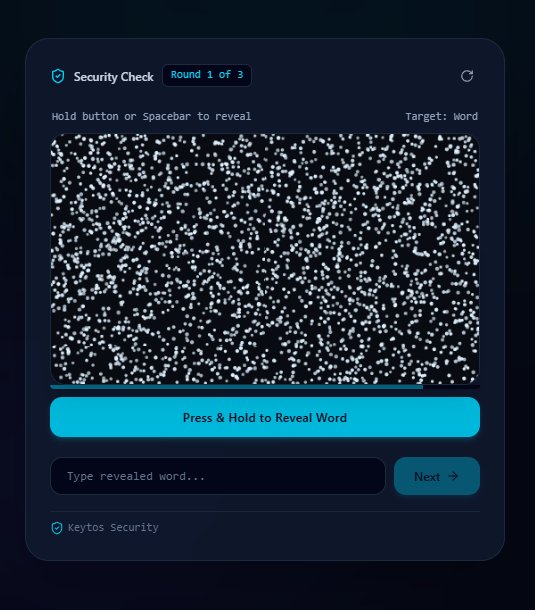 Security Check Round 1 of 3
Hold button or Spacebar to reveal Target: Word
Press & Hold to Reveal Word
Type revealed word... Next
Keytos Security